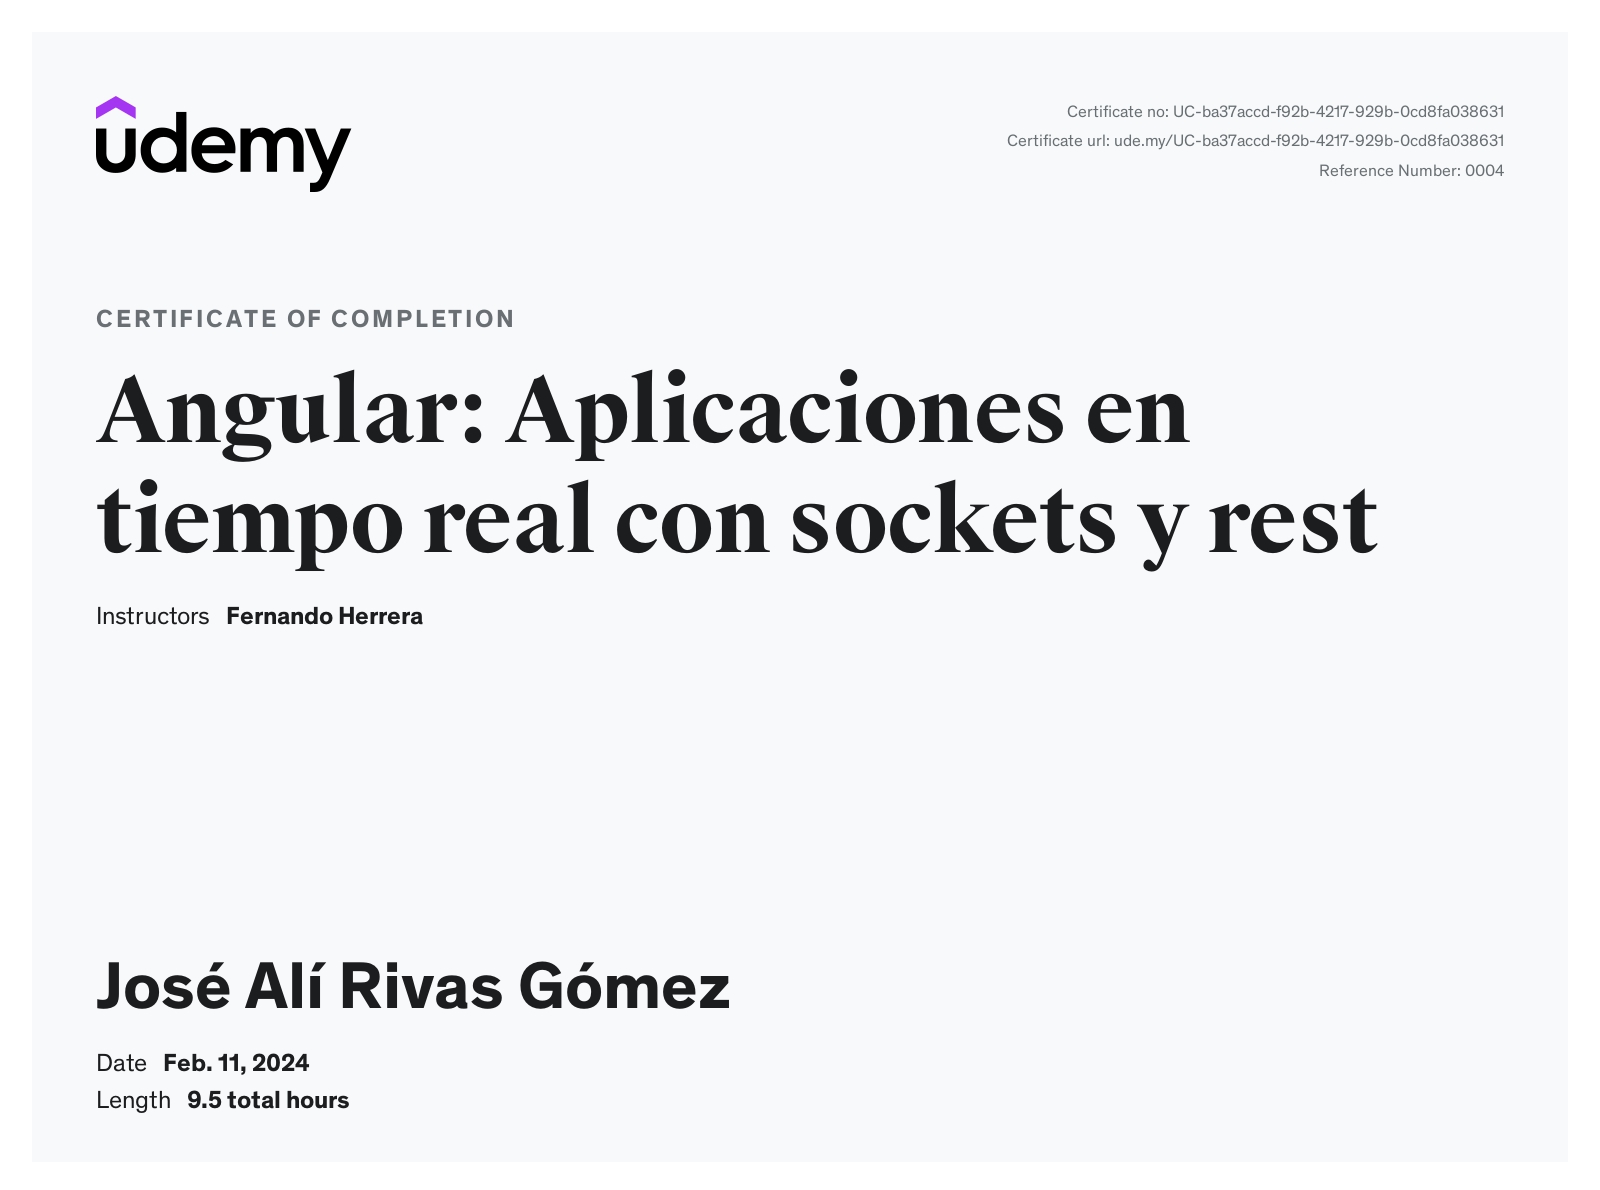 udemy
Certificate no: UC-ba37accd-f92b-4217-929b-0cd8fa038631
Certificate url: ude.my/UC-ba37accd-f92b-4217-929b-0cd8fa038631
Reference Number: 0004
CERTIFICATE OF COMPLETION
Angular: Aplicaciones en
tiempo real con sockets y rest
Instructors Fernando Herrera
José Alí Rivas Gómez
Date Feb. 11, 2024
Length 9.5 total hours